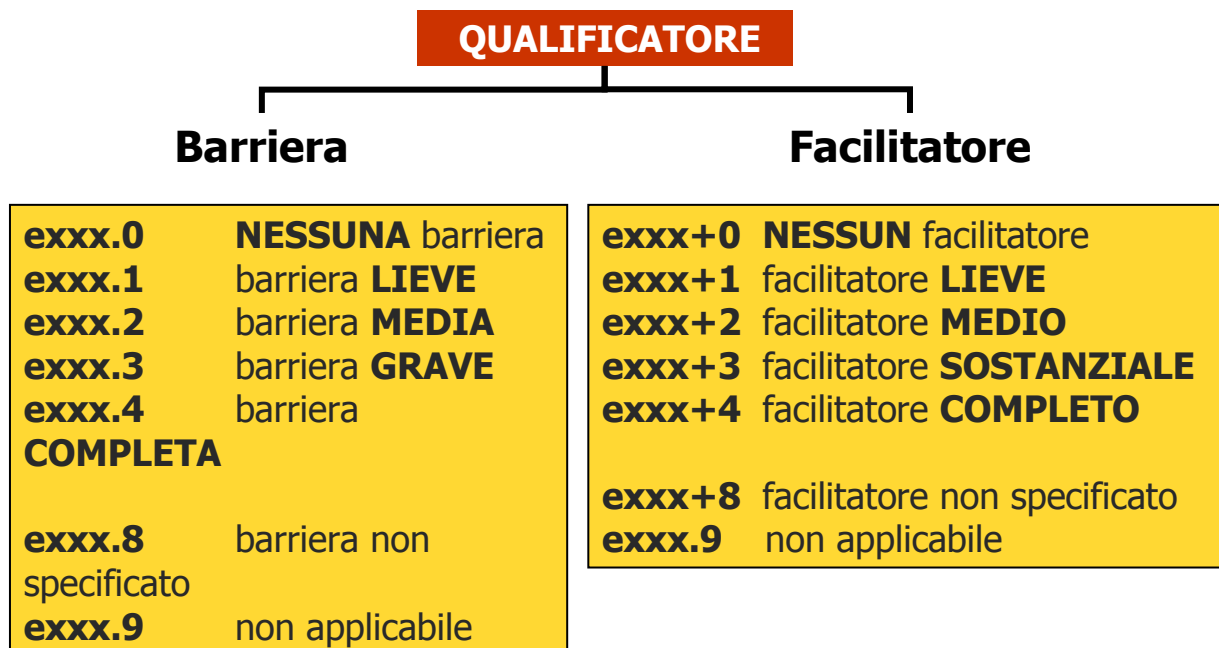 QUALIFICATORE
Barriera
exxx.0 NESSUNA barriera
exxx.1 barriera LIEVE
exxx.2 barriera MEDIA
exxx.3 barriera GRAVE
exxx.4 barriera
COMPLETA
exxx.8 barriera non
specificato
exxx.9 non applicabile
Facilitatore
exxx+0 NESSUN facilitatore
exxx+1 facilitatore LIEVE
exxx+2 facilitatore MEDIO
exxx+3 facilitatore SOSTANZIALE
exxx+4 facilitatore COMPLETO
exxx+8 facilitatore non specificato
exxx.9 non applicabile